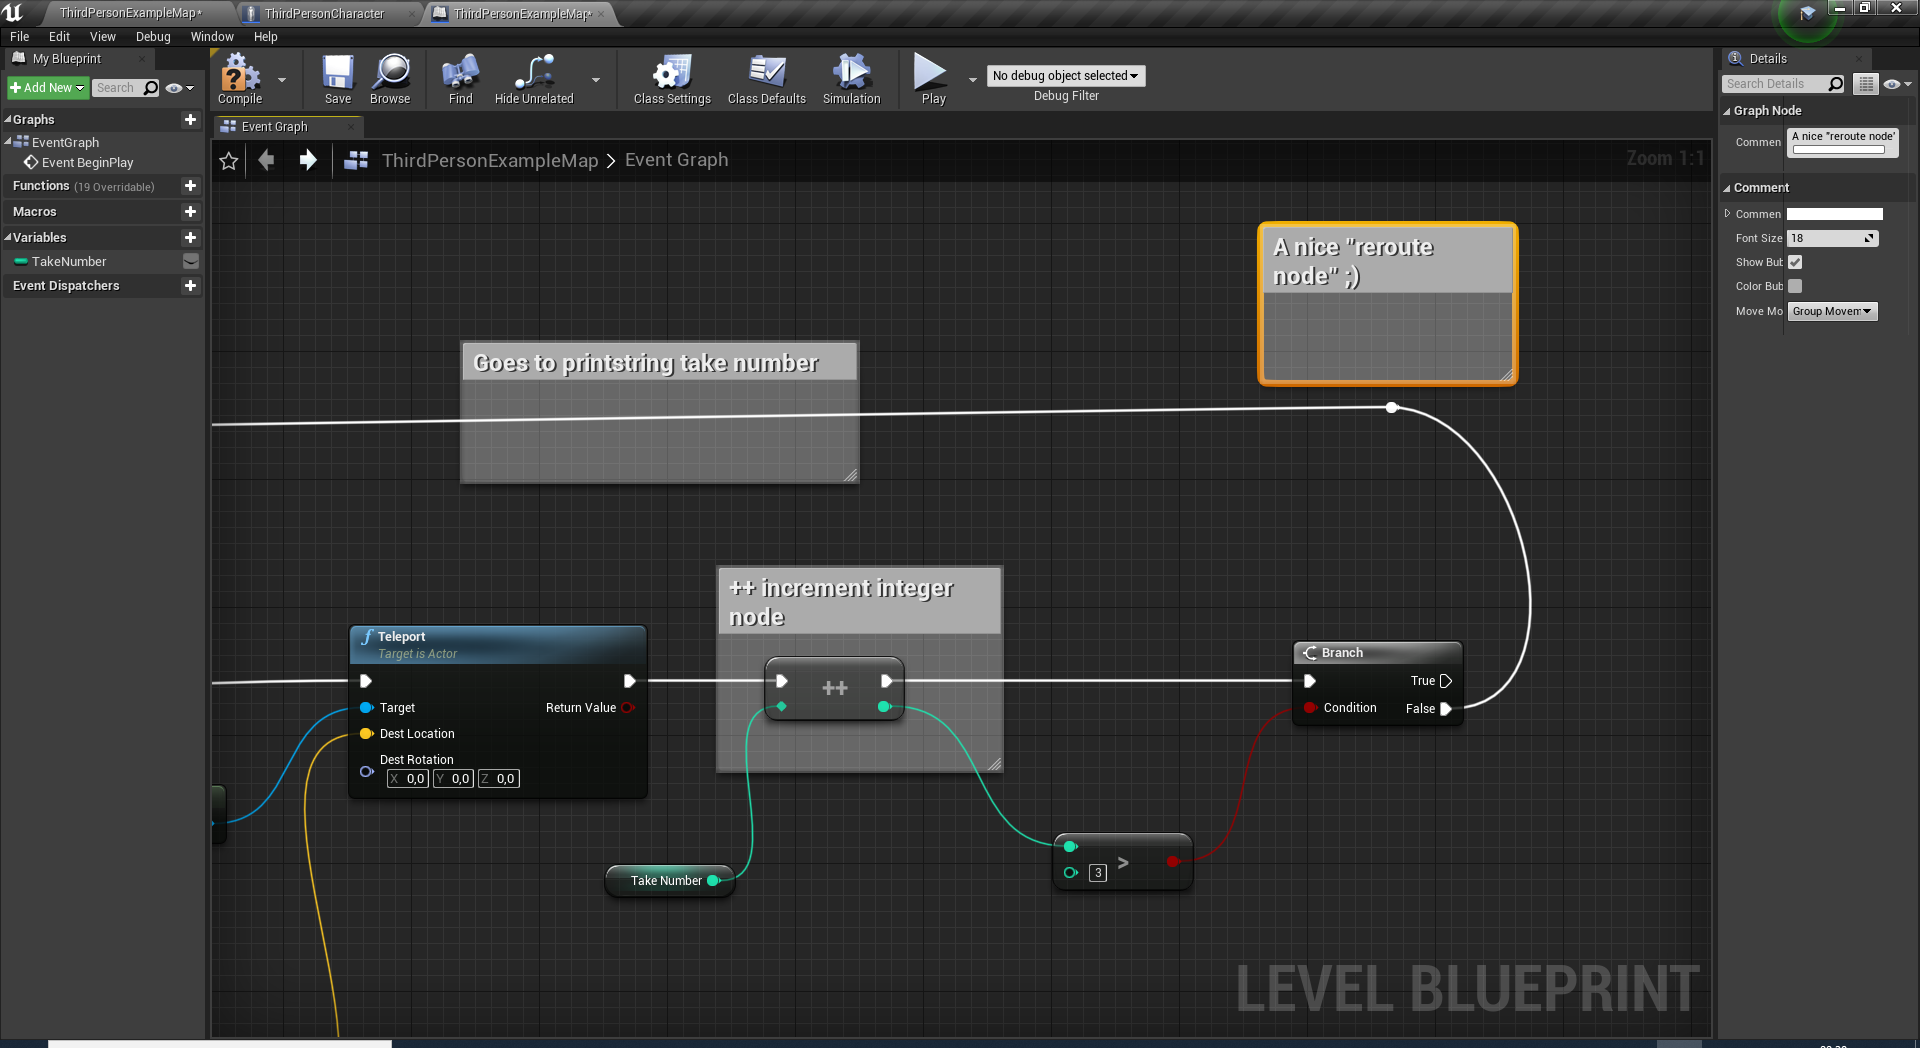 ThirdPersonExampleMap*
ThirdPersonCharacter
ThirdPersonExampleMap*
File Edit View Debug Window Help
My Blueprint
Add New
Search
Compile
Save
Browse
Find
Hide Unrelated
Class Settings
Class Defaults
Simulation
Play
No debug object selected
Debug Filter
Details
Search Details
Graphs
EventGraph
Event BeginPlay
Functions (19 Overridable)
Macros
Variables
TakeNumber
Event Dispatchers
Event Graph
ThirdPersonExampleMap > Event Graph
Zoom 1:1
Graph Node
Commen A nice "reroute node"
Comment
Commen
Font Size 18
Show Bub
Color Bub
Move Mo Group Movem
A nice "reroute
node" ;)
Goes to printstring take number
++ increment integer
node
Teleport
Target is Actor
Target
Return Value
Dest Location
Dest Rotation
X 0,0 Y 0,0 Z 0,0
++
Branch
True
Condition
False
Take Number
3
>
LEVEL BLUEPRINT